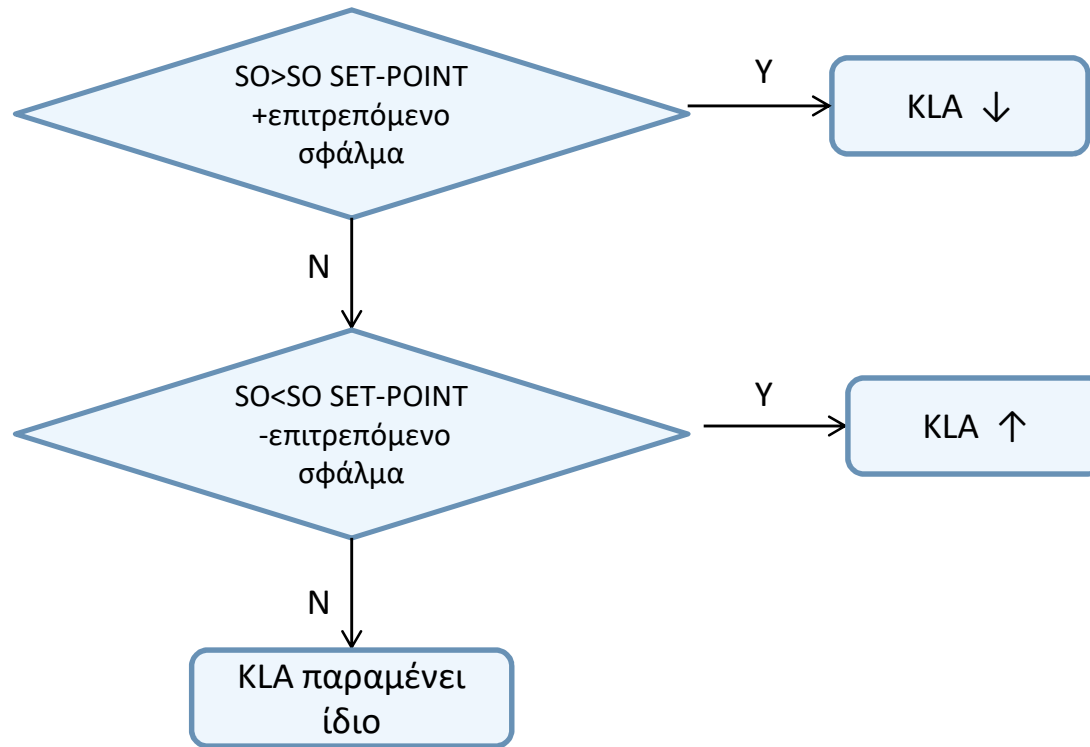 SO>SO SET-POINT
+επιτρεπόμενο
σφάλμα
Y
KLA ↓
N
SO<SO SET-POINT
-επιτρεπόμενο
σφάλμα
Y
KLA ↑
N
KLA παραμένει
ίδιο